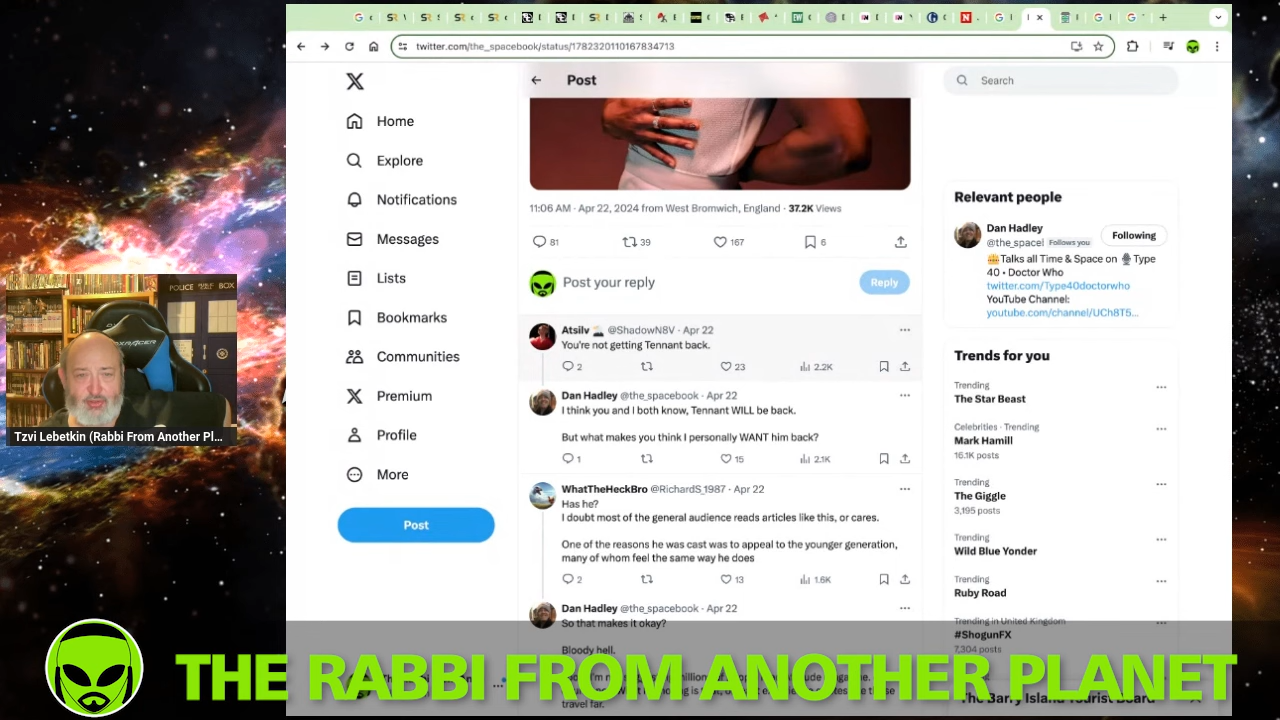 twitter.com/the_spacebook/status/1782320110167834713
Home
Explore
Notifications
Messages
Lists
Bookmarks
Communities
Premium
Profile
More
Post
Post
11:06 AM · Apr 22, 2024 from West Bromwich, England · 37.2K Views
81 39 167 6
Post your reply
Reply
Atsilv @ShadowN8V · Apr 22
You're not getting Tennant back.
2 23 2.2K
Dan Hadley @the_spacebook · Apr 22
I think you and I both know, Tennant WILL be back.
But what makes you think I personally WANT him back?
1 15 2.1K
WhatTheHeckBro @RichardS_1987 · Apr 22
Has he?
I doubt most of the general audience reads articles like this, or cares.
One of the reasons he was cast was to appeal to the younger generation,
many of whom feel the same way he does
2 13 1.6K
Dan Hadley @the_spacebook · Apr 22
So that makes it okay?
Bloody hell.
travel far.
Search
Relevant people
Dan Hadley
@the_spacel Follows you
Following
Talks all Time & Space on Type
40 • Doctor Who
twitter.com/Type40doctorwho
YouTube Channel:
youtube.com/channel/UCh8T5...
Trends for you
Trending
The Star Beast
Celebrities · Trending
Mark Hamill
16.1K posts
Trending
The Giggle
3,195 posts
Trending
Wild Blue Yonder
Trending
Ruby Road
Trending in United Kingdom
#ShogunFX
7,304 posts
The Barry Island Tourist Board
POLICE BOX
DXRACER
Tzvi Lebetkin (Rabbi From Another Pl...
THE RABBI FROM ANOTHER PLANET